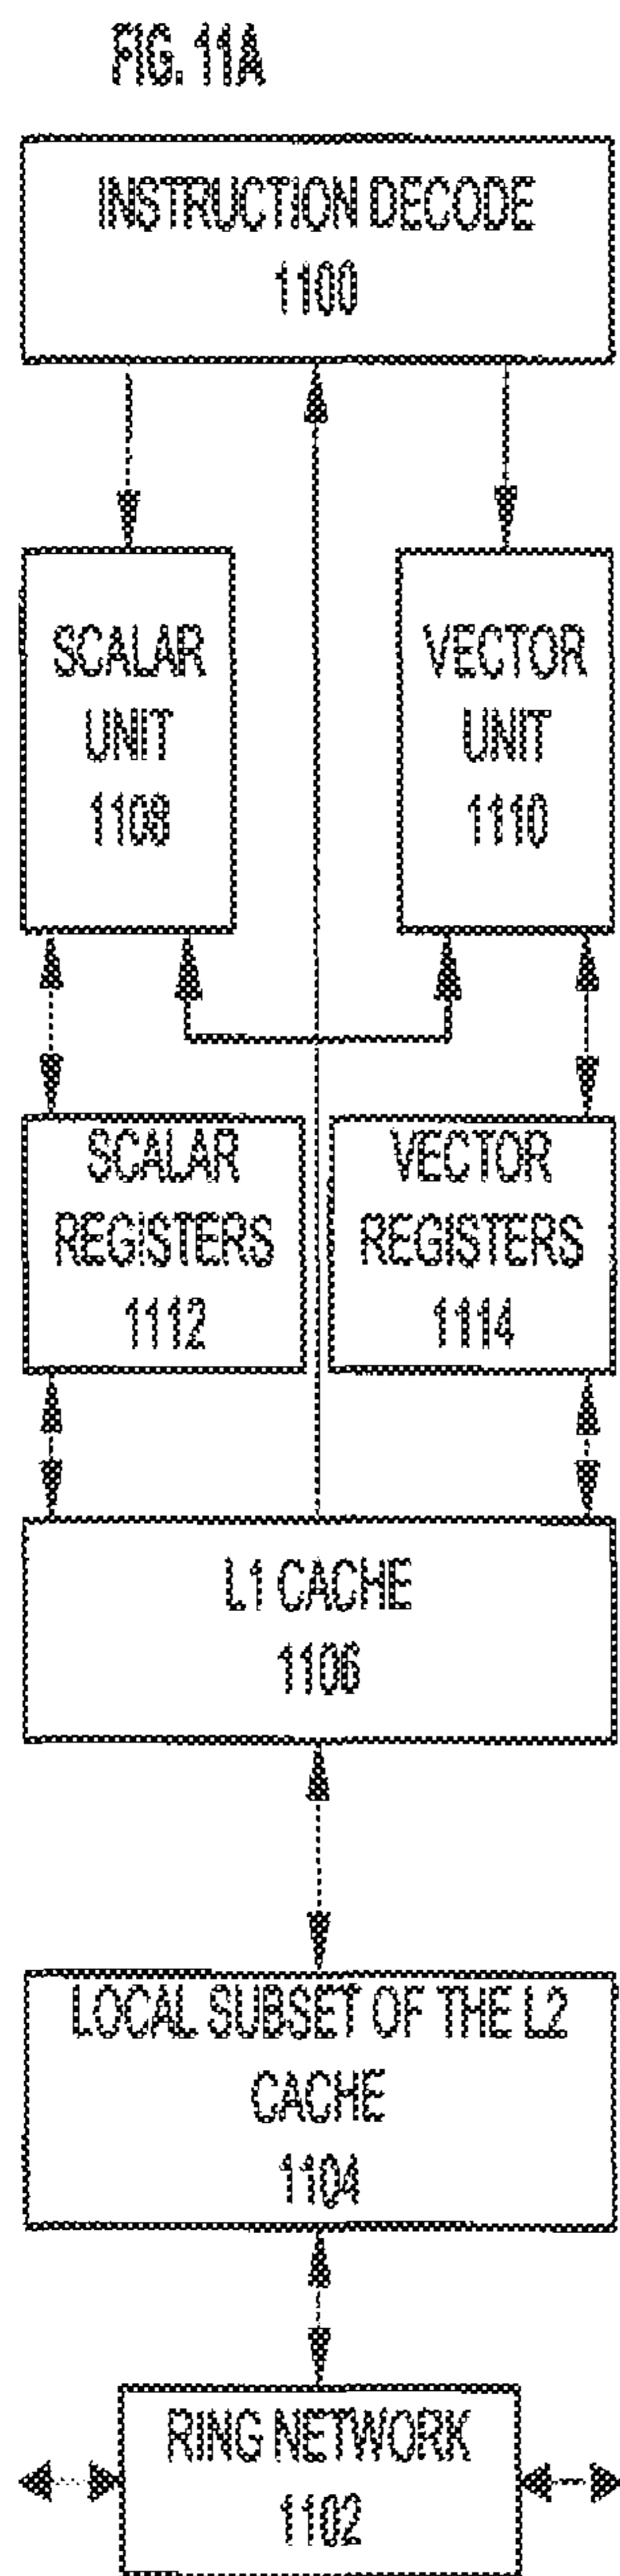 FIG. 11A
INSTRUCTION DECODE
1100
SCALAR
UNIT
1108
VECTOR
UNIT
1110
SCALAR
REGISTERS
1112
VECTOR
REGISTERS
1114
L1 CACHE
1106
LOCAL SUBSET OF THE L2
CACHE
1104
RING NETWORK
1102